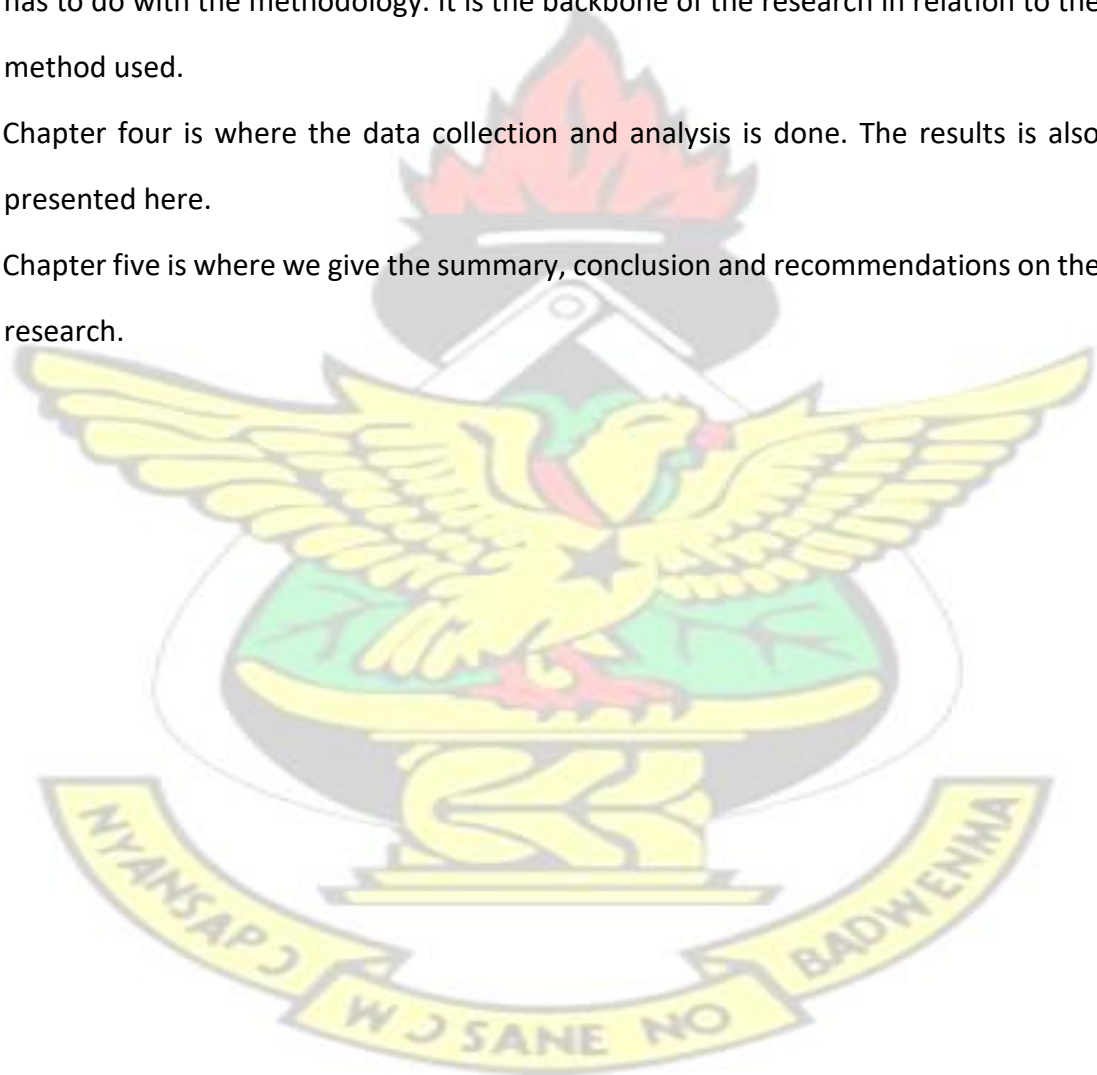 has to do with the methodology. It is the backbone of the research in relation to the
method used.
Chapter four is where the data collection and analysis is done. The results is also
presented here.
Chapter five is where we give the summary, conclusion and recommendations on the
research.
NYANSAPƆ
WƆSANE NO
BADWENMA